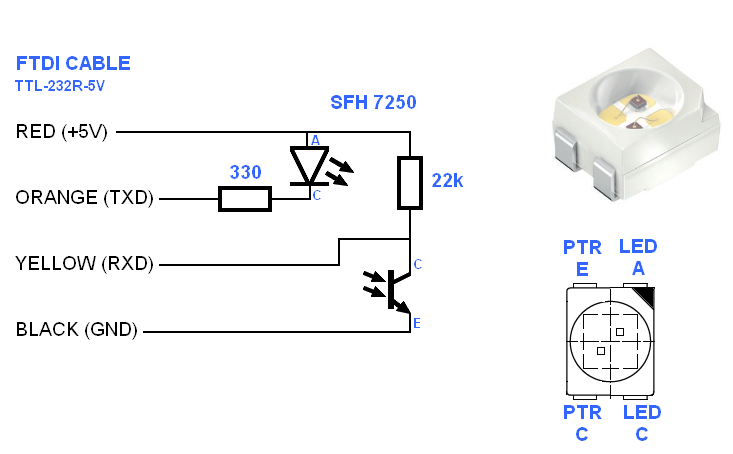 FTDI CABLE
TTL-232R-5V
SFH 7250
RED (+5V)
A
330
22k
ORANGE (TXD)
C
YELLOW (RXD)
C
BLACK (GND)
E
PTR LED
E A
PTR LED
C C